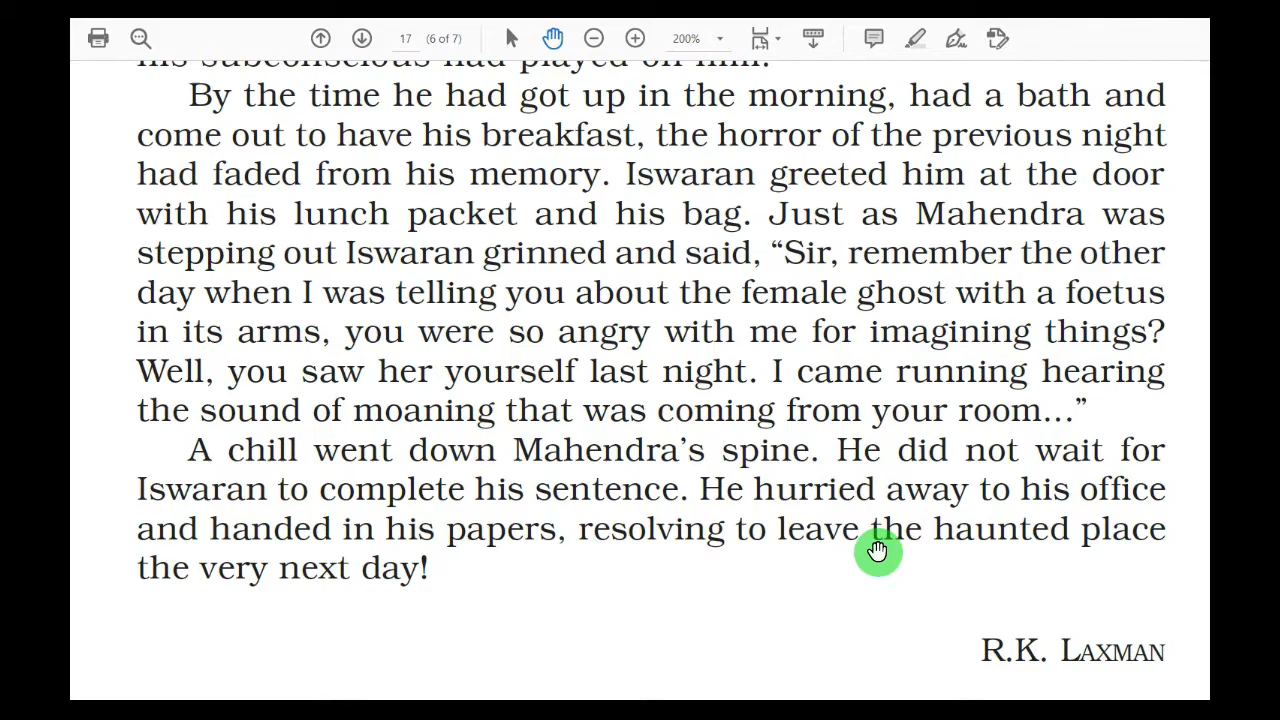 17 (6 of 7) 200%
his subconscious had played on him.
By the time he had got up in the morning, had a bath and
come out to have his breakfast, the horror of the previous night
had faded from his memory. Iswaran greeted him at the door
with his lunch packet and his bag. Just as Mahendra was
stepping out Iswaran grinned and said, “Sir, remember the other
day when I was telling you about the female ghost with a foetus
in its arms, you were so angry with me for imagining things?
Well, you saw her yourself last night. I came running hearing
the sound of moaning that was coming from your room…”
A chill went down Mahendra’s spine. He did not wait for
Iswaran to complete his sentence. He hurried away to his office
and handed in his papers, resolving to leave the haunted place
the very next day!
R.K. LAXMAN